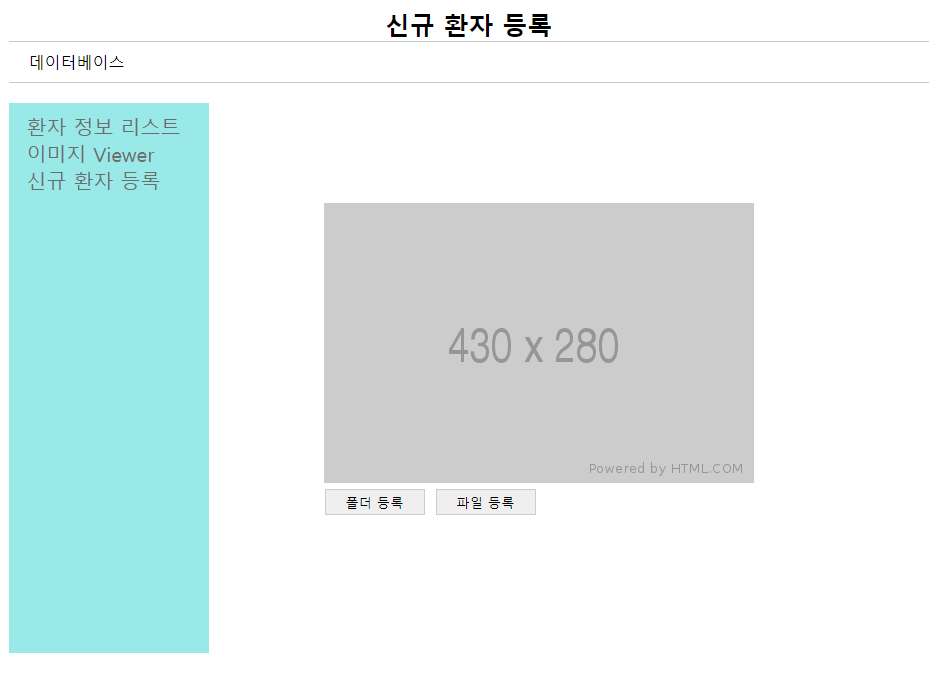 신규 환자 등록
데이터베이스
환자 정보 리스트
이미지 Viewer
신규 환자 등록
430 x 280
Powered by HTML.COM
폴더 등록
파일 등록